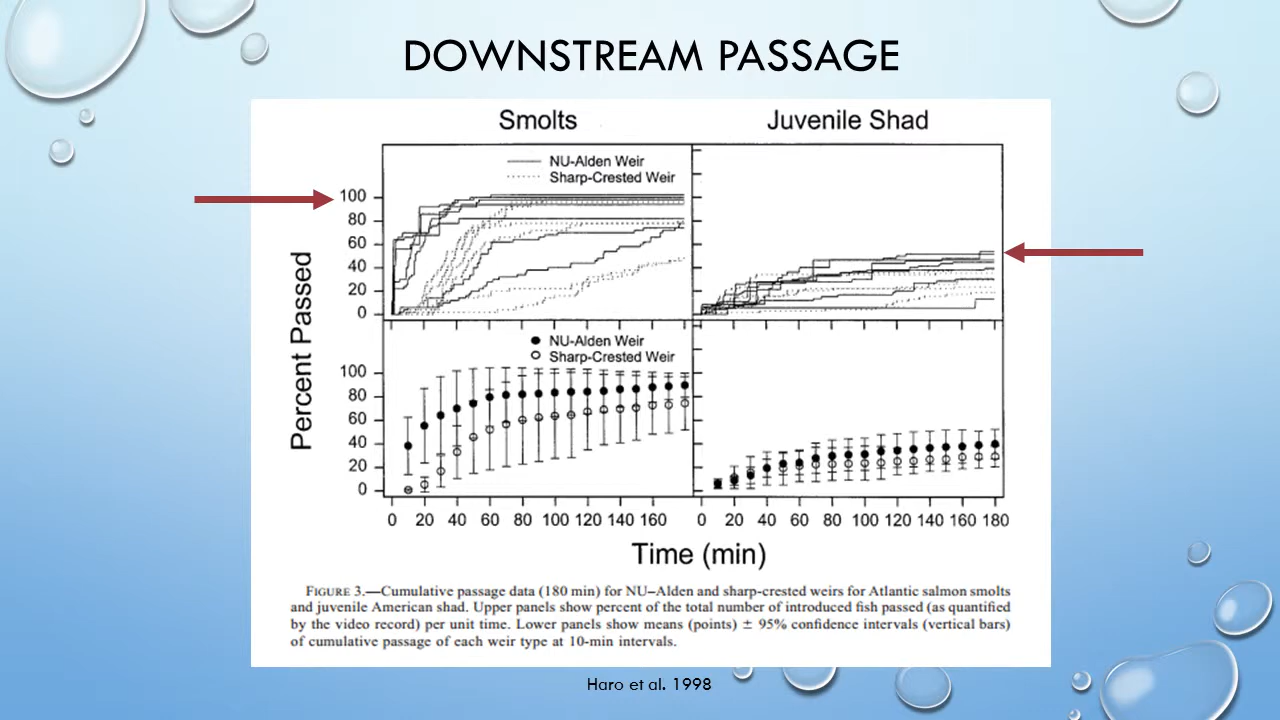 DOWNSTREAM PASSAGE
Smolts
Juvenile Shad
NU-Alden Weir
Sharp-Crested Weir
100
80
60
40
20
0
Percent Passed
NU-Alden Weir
Sharp-Crested Weir
100
80
60
40
20
0
0 20 40 60 80 100 120 140 160
0 20 40 60 80 100 120 140 160 180
Time (min)
FIGURE 3.—Cumulative passage data (180 min) for NU–Alden and sharp-crested weirs for Atlantic salmon smolts
and juvenile American shad. Upper panels show percent of the total number of introduced fish passed (as quantified
by the video record) per unit time. Lower panels show means (points) ± 95% confidence intervals (vertical bars)
of cumulative passage of each weir type at 10-min intervals.
Haro et al. 1998